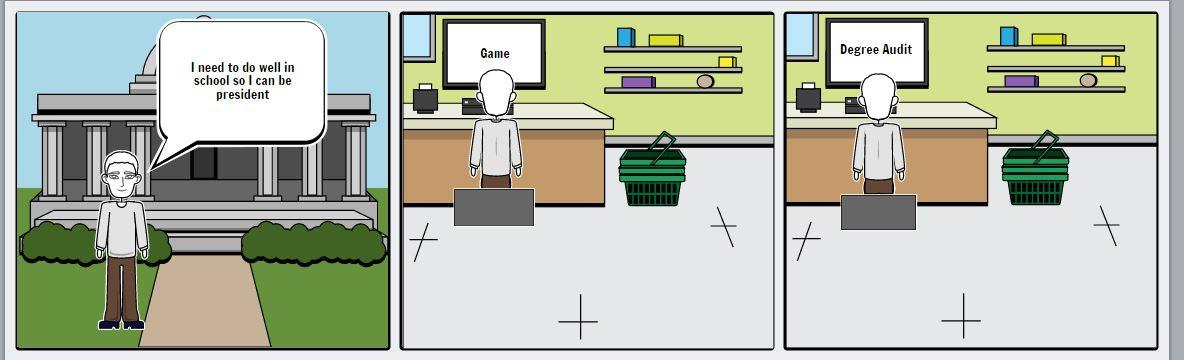 I need to do well in
school so I can be
president
Game
Degree Audit